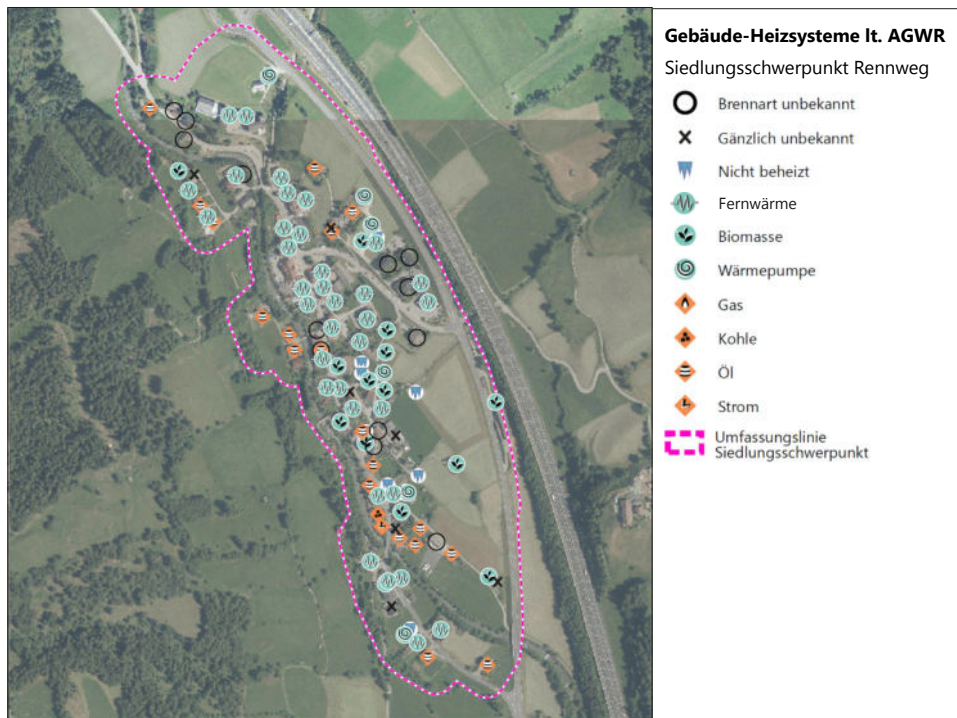 Gebäude-Heizsysteme lt. AGWR
Siedlungsschwerpunkt Rennweg
Brennart unbekannt
Gänzlich unbekannt
Nicht beheizt
Fernwärme
Biomasse
Wärmepumpe
Gas
Kohle
Öl
Strom
Umfassungslinie
Siedlungsschwerpunkt